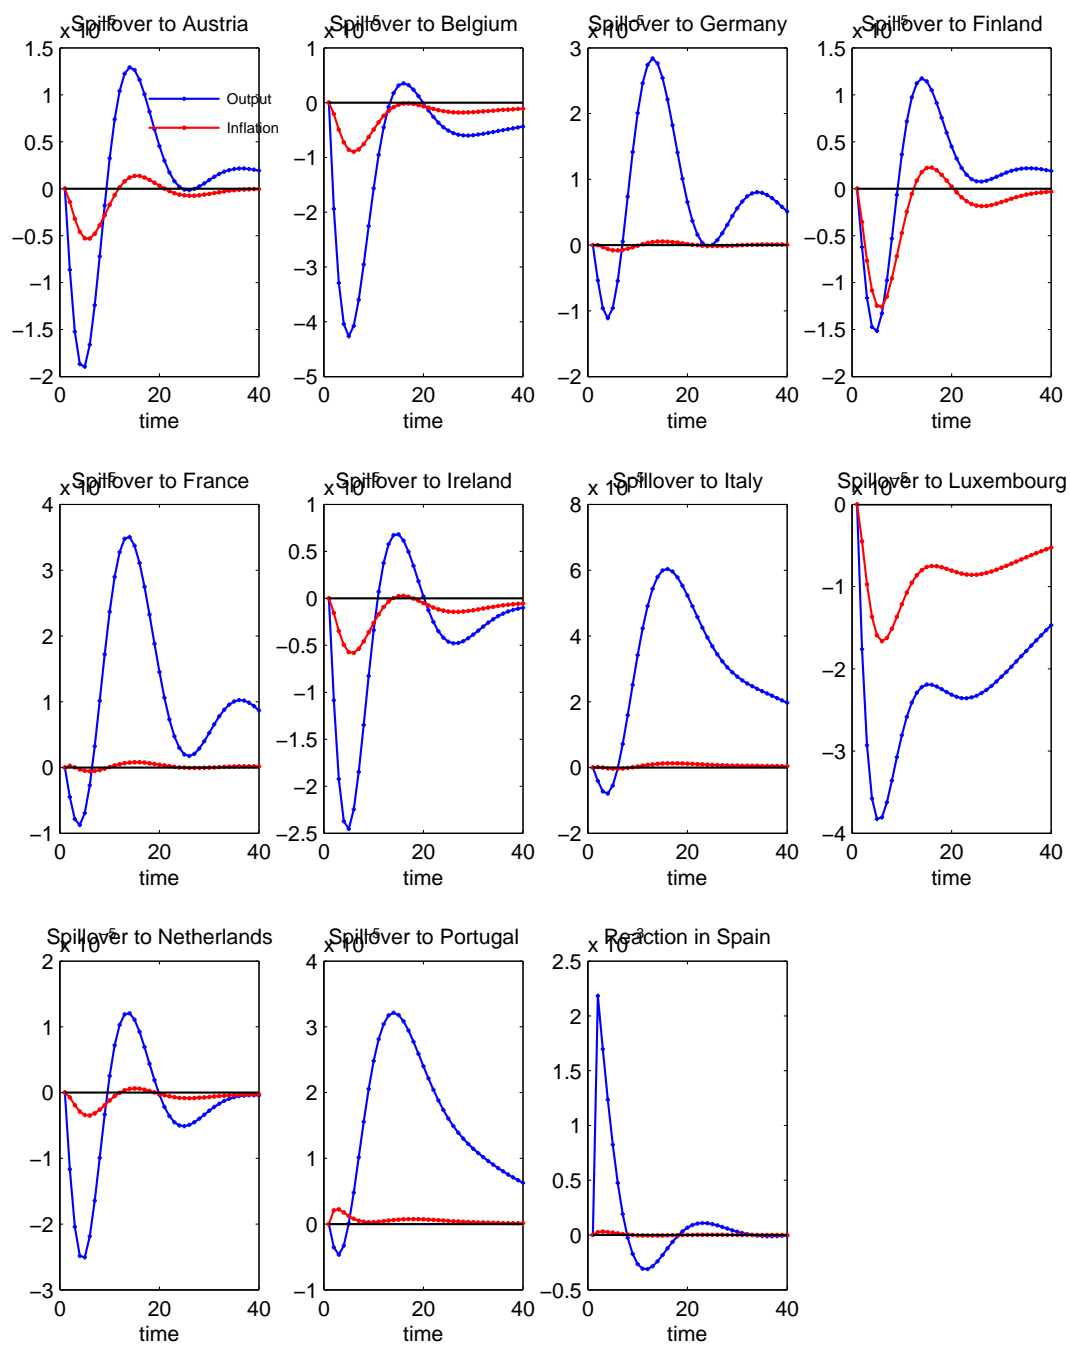 Spillover to Austria
x 10^-5
1.5
1
0.5
0
−0.5
−1
−1.5
−2
0 20 40
time
Output
Inflation
Spillover to Belgium
x 10^-5
1
0
−1
−2
−3
−4
−5
0 20 40
time
Spillover to Germany
x 10^-5
3
2
1
0
−1
−2
0 20 40
time
Spillover to Finland
x 10^-5
1.5
1
0.5
0
−0.5
−1
−1.5
−2
0 20 40
time
Spillover to France
x 10^-5
4
3
2
1
0
−1
0 20 40
time
Spillover to Ireland
x 10^-5
1
0.5
0
−0.5
−1
−1.5
−2
−2.5
0 20 40
time
Spillover to Italy
x 10^-5
8
6
4
2
0
−2
0 20 40
time
Spillover to Luxembourg
x 10^-5
0
−1
−2
−3
−4
0 20 40
time
Spillover to Netherlands
x 10^-5
2
1
0
−1
−2
−3
0 20 40
time
Spillover to Portugal
x 10^-5
4
3
2
1
0
−1
0 20 40
time
Reaction in Spain
x 10^-3
2.5
2
1.5
1
0.5
0
−0.5
0 20 40
time